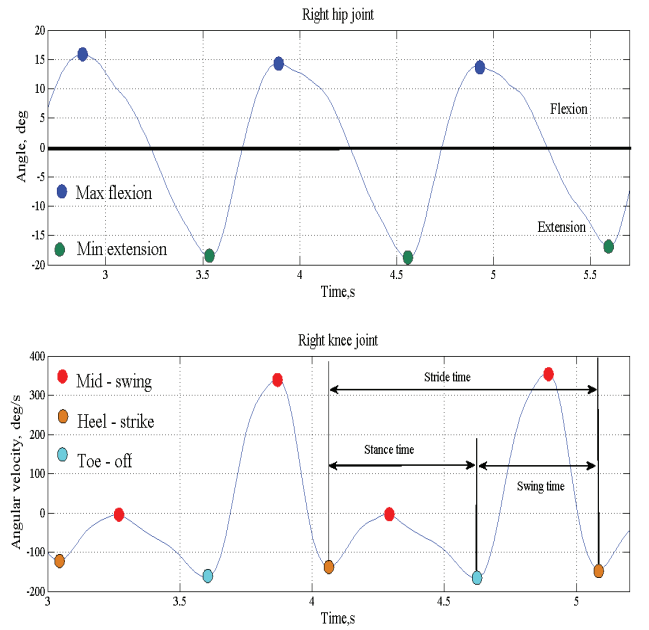 Right hip joint
20
15
10
5
0
-5
-10
-15
-20
Angle, deg
Flexion
Max flexion
Extension
Min extension
3 3.5 4 4.5 5 5.5
Time,s
Right knee joint
400
300
200
100
0
-100
-200
Angular velocity, deg/s
Mid - swing
Heel - strike
Toe - off
Stride time
Stance time
Swing time
3 3.5 4 4.5 5
Time,s